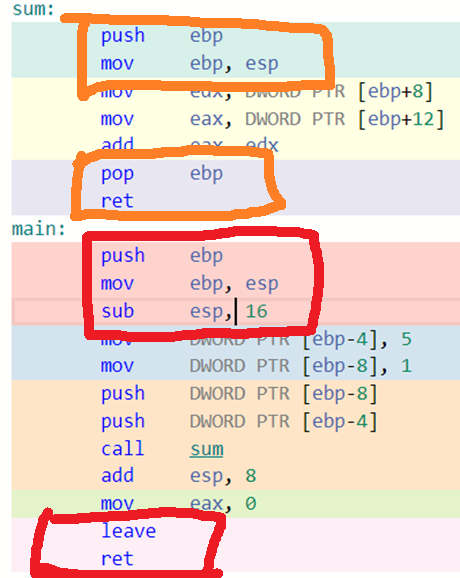 sum:
push ebp
mov ebp, esp
mov edx, DWORD PTR [ebp+8]
mov eax, DWORD PTR [ebp+12]
add eax, edx
pop ebp
ret
main:
push ebp
mov ebp, esp
sub esp, 16
mov DWORD PTR [ebp-4], 5
mov DWORD PTR [ebp-8], 1
push DWORD PTR [ebp-8]
push DWORD PTR [ebp-4]
call sum
add esp, 8
mov eax, 0
leave
ret